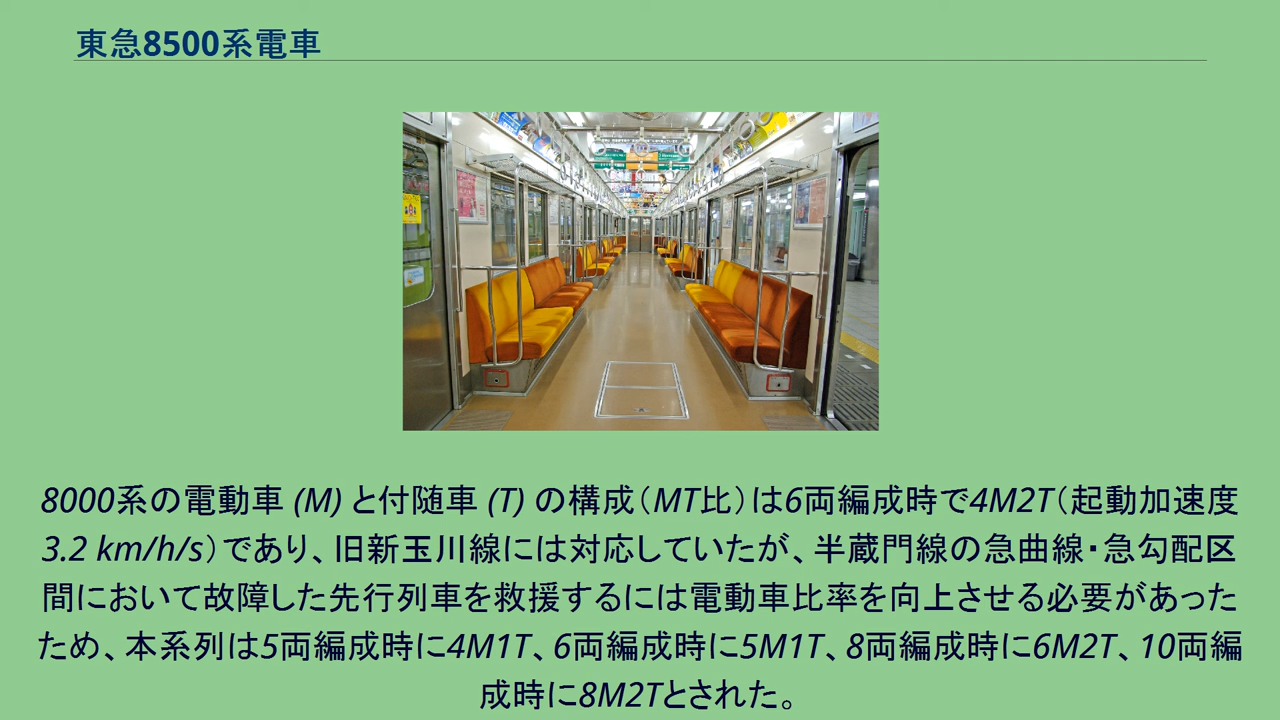 東急8500系電車
8000系の電動車 (M) と付随車 (T) の構成（MT比）は6両編成時で4M2T（起動加速度
3.2 km/h/s）であり、旧新玉川線には対応していたが、半蔵門線の急曲線・急勾配区
間において故障した先行列車を救援するには電動車比率を向上させる必要があった
ため、本系列は5両編成時に4M1T、6両編成時に5M1T、8両編成時に6M2T、10両編
成時に8M2Tとされた。